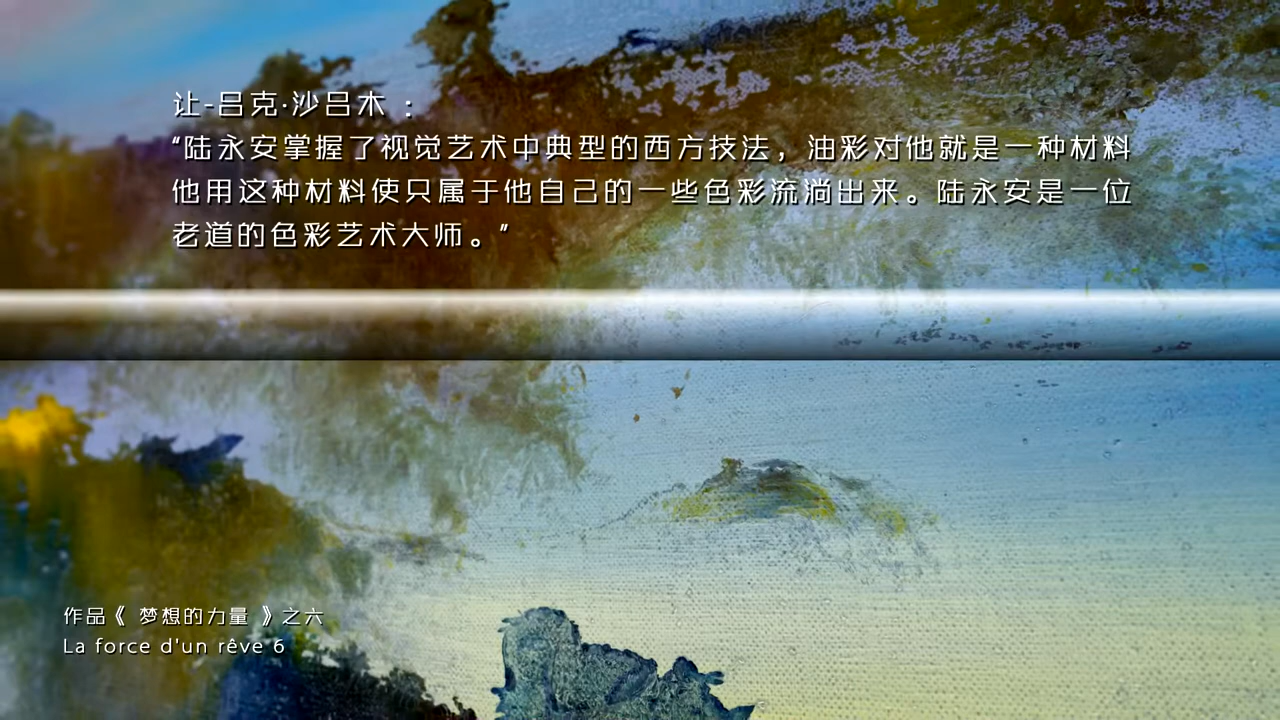 让-吕克·沙吕木 ：
“陆永安掌握了视觉艺术中典型的西方技法，油彩对他就是一种材料
他用这种材料使只属于他自己的一些色彩流淌出来。陆永安是一位
老道的色彩艺术大师。”
作品《 梦想的力量 》之六
La force d'un rêve 6